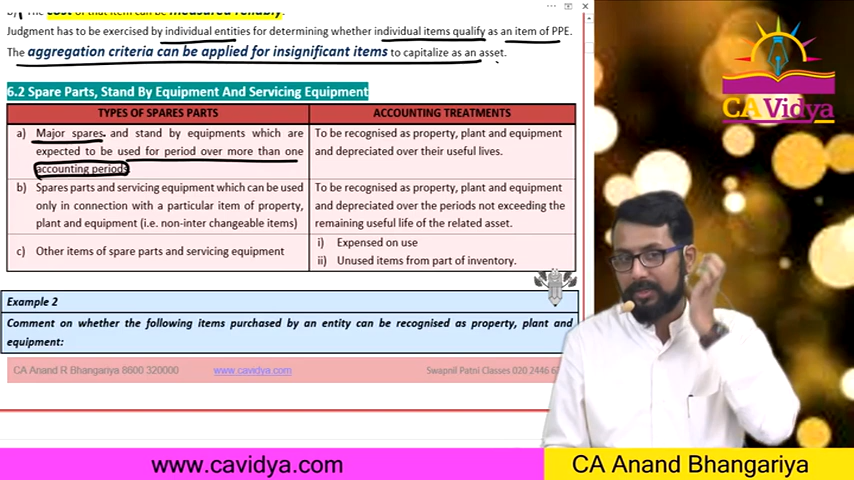 b) The cost of that item can be measured reliably.
Judgment has to be exercised by individual entities for determining whether individual items qualify as an item of PPE.
The aggregation criteria can be applied for insignificant items to capitalize as an asset.
6.2 Spare Parts, Stand By Equipment And Servicing Equipment
TYPES OF SPARES PARTS
ACCOUNTING TREATMENTS
a) Major spares and stand by equipments which are
expected to be used for period over more than one
accounting periods
To be recognised as property, plant and equipment
and depreciated over their useful lives.
b) Spares parts and servicing equipment which can be used
only in connection with a particular item of property,
plant and equipment (i.e. non-inter changeable items)
To be recognised as property, plant and equipment
and depreciated over the periods not exceeding the
remaining useful life of the related asset.
c) Other items of spare parts and servicing equipment
i) Expensed on use
ii) Unused items from part of inventory.
Example 2
Comment on whether the following items purchased by an entity can be recognised as property, plant and
equipment:
CA Anand R Bhangariya 8600 320000
www.cavidya.com
Swapnil Patni Classes 020 2446
CA Vidya
www.cavidya.com
CA Anand Bhangariya